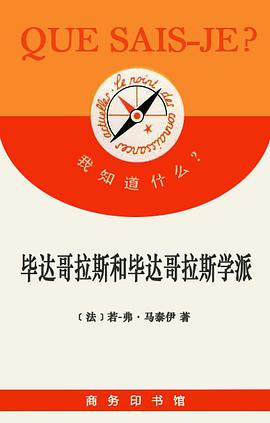 QUE SAIS-JE?
Le point des connaissances actuelles.
我知道什么?
毕达哥拉斯和毕达哥拉斯学派
〔法〕若-弗·马泰伊 著
商务印书馆